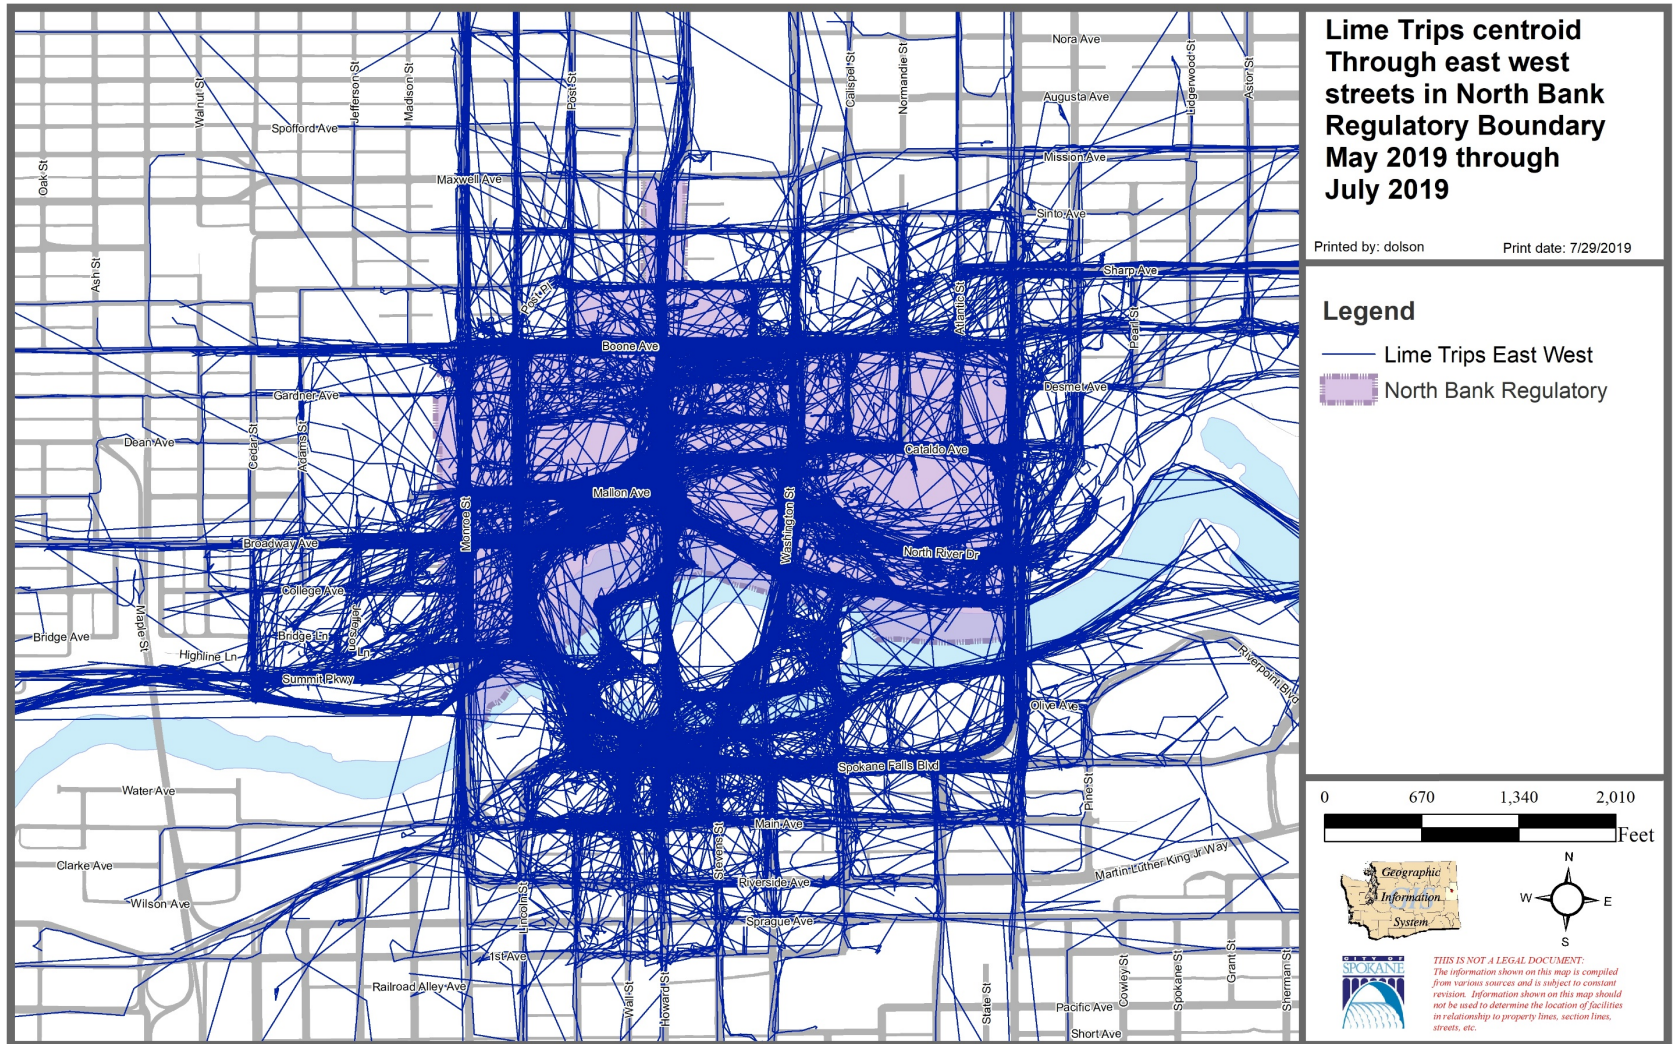 Lime Trips centroid
Through east west
streets in North Bank
Regulatory Boundary
May 2019 through
July 2019
Printed by: dolson
Print date: 7/29/2019
Legend
Lime Trips East West
North Bank Regulatory
0 670 1,340 2,010
Feet
Geographic
Information
System
GIS
N
W
E
S
CITY OF
SPOKANE
THIS IS NOT A LEGAL DOCUMENT:
The information shown on this map is compiled
from various sources and is subject to constant
revision. Information shown on this map should
not be used to determine the location of facilities
in relationship to property lines, section lines,
streets, etc.
Nora Ave
Walnut St
Jefferson St
Madison St
Post St
Calispel St
Normandie St
Lidgerwood St
Astor St
Augusta Ave
Spofford Ave
Mission Ave
Oak St
Maxwell Ave
Sinto Ave
Ash St
Post Pl
Sharp Ave
Atlantic St
Pearl St
Boone Ave
Desmet Ave
Gardner Ave
Dean Ave
Cedar St
Adams St
Cataldo Ave
Mallon Ave
Monroe St
Washington St
Broadway Ave
North River Dr
College Ave
Maple St
Jefferson
Ln
Bridge Ave
Bridge Ln
Highline Ln
Summit Pkwy
Riverpoint Blvd
Olive Ave
Spokane Falls Blvd
Water Ave
Pine St
Main Ave
Stevens St
Clarke Ave
Martin Luther King Jr Way
Riverside Ave
Wilson Ave
Lincoln St
Sprague Ave
1st Ave
Railroad Alley Ave
Wall St
Howard St
State St
Cowley St
Spokane St
Grant St
Sherman St
Pacific Ave
Short Ave